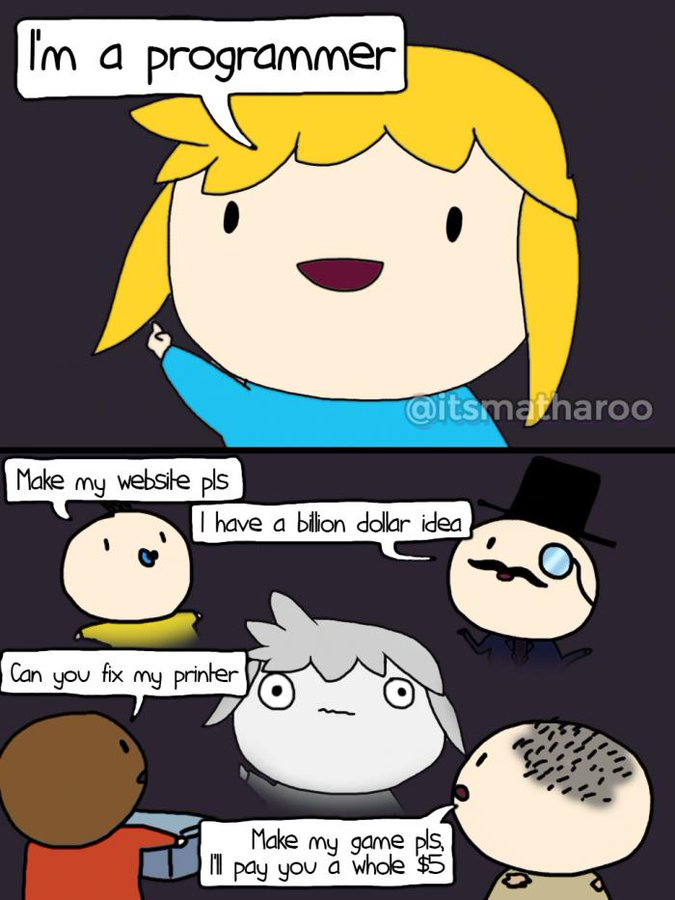 I'm a programmer
@itsmatharoo
Make my website pls
I have a billion dollar idea
Can you fix my printer
Make my game pls,
I'll pay you a whole $5